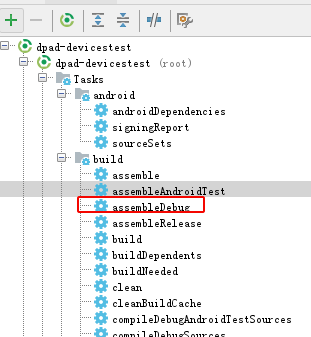 dpad-devicestest
dpad-devicestest (root)
Tasks
android
androidDependencies
signingReport
sourceSets
build
assemble
assembleAndroidTest
assembleDebug
assembleRelease
build
buildDependents
buildNeeded
clean
cleanBuildCache
compileDebugAndroidTestSources
compileDebugSources